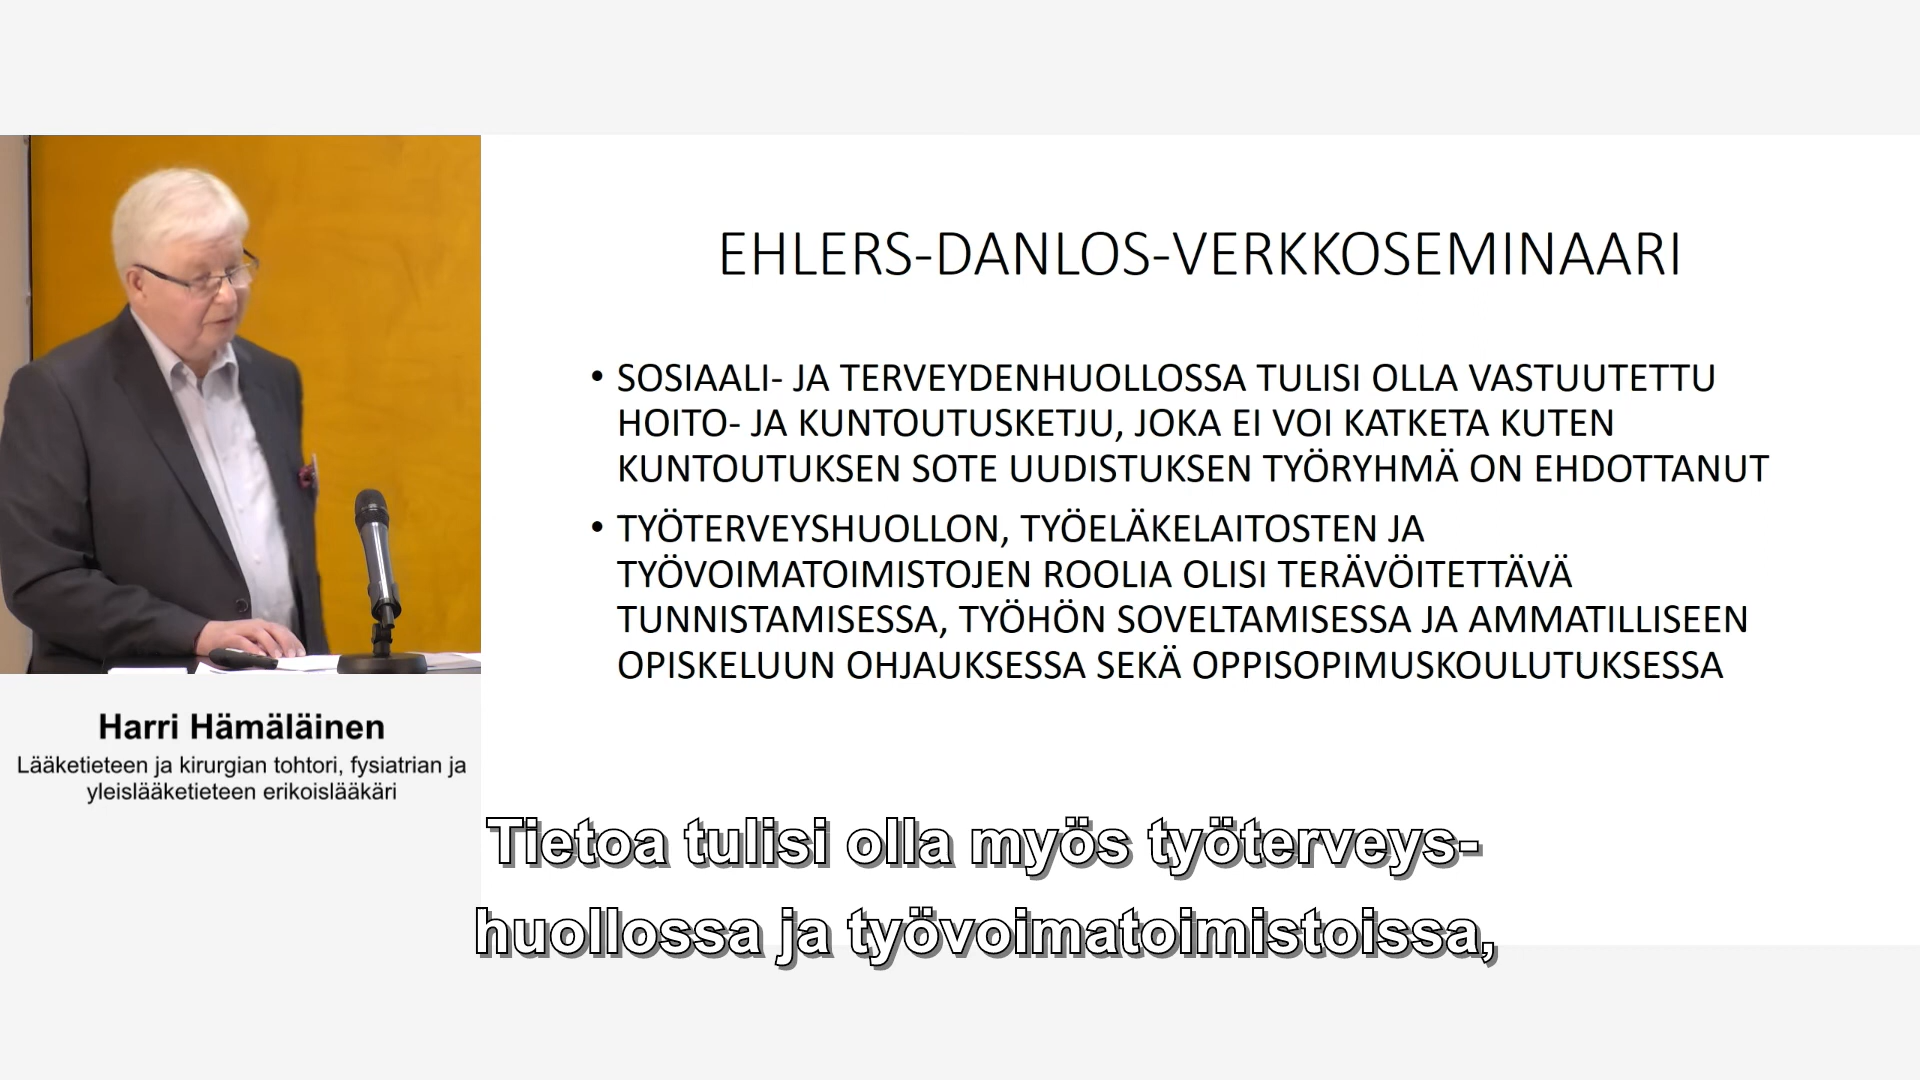 EHLERS-DANLOS-VERKKOSEMINAARI
• SOSIAALI- JA TERVEYDENHUOLLOSSA TULISI OLLA VASTUUTETTU
HOITO- JA KUNTOUTUSKETJU, JOKA EI VOI KATKETA KUTEN
KUNTOUTUKSEN SOTE UUDISTUKSEN TYÖRYHMÄ ON EHDOTTANUT
• TYÖTERVEYSHUOLLON, TYÖELÄKELAITOSTEN JA
TYÖVOIMATOIMISTOJEN ROOLIA OLISI TERÄVÖITETTÄVÄ
TUNNISTAMISESSA, TYÖHÖN SOVELTAMISESSA JA AMMATILLISEEN
OPISKELUUN OHJAUKSESSA SEKÄ OPPISOPIMUSKOULUTUKSESSA
Harri Hämäläinen
Lääketieteen ja kirurgian tohtori, fysiatrian ja
yleislääketieteen erikoislääkäri
Tietoa tulisi olla myös työterveys-
huollossa ja työvoimatoimistoissa,